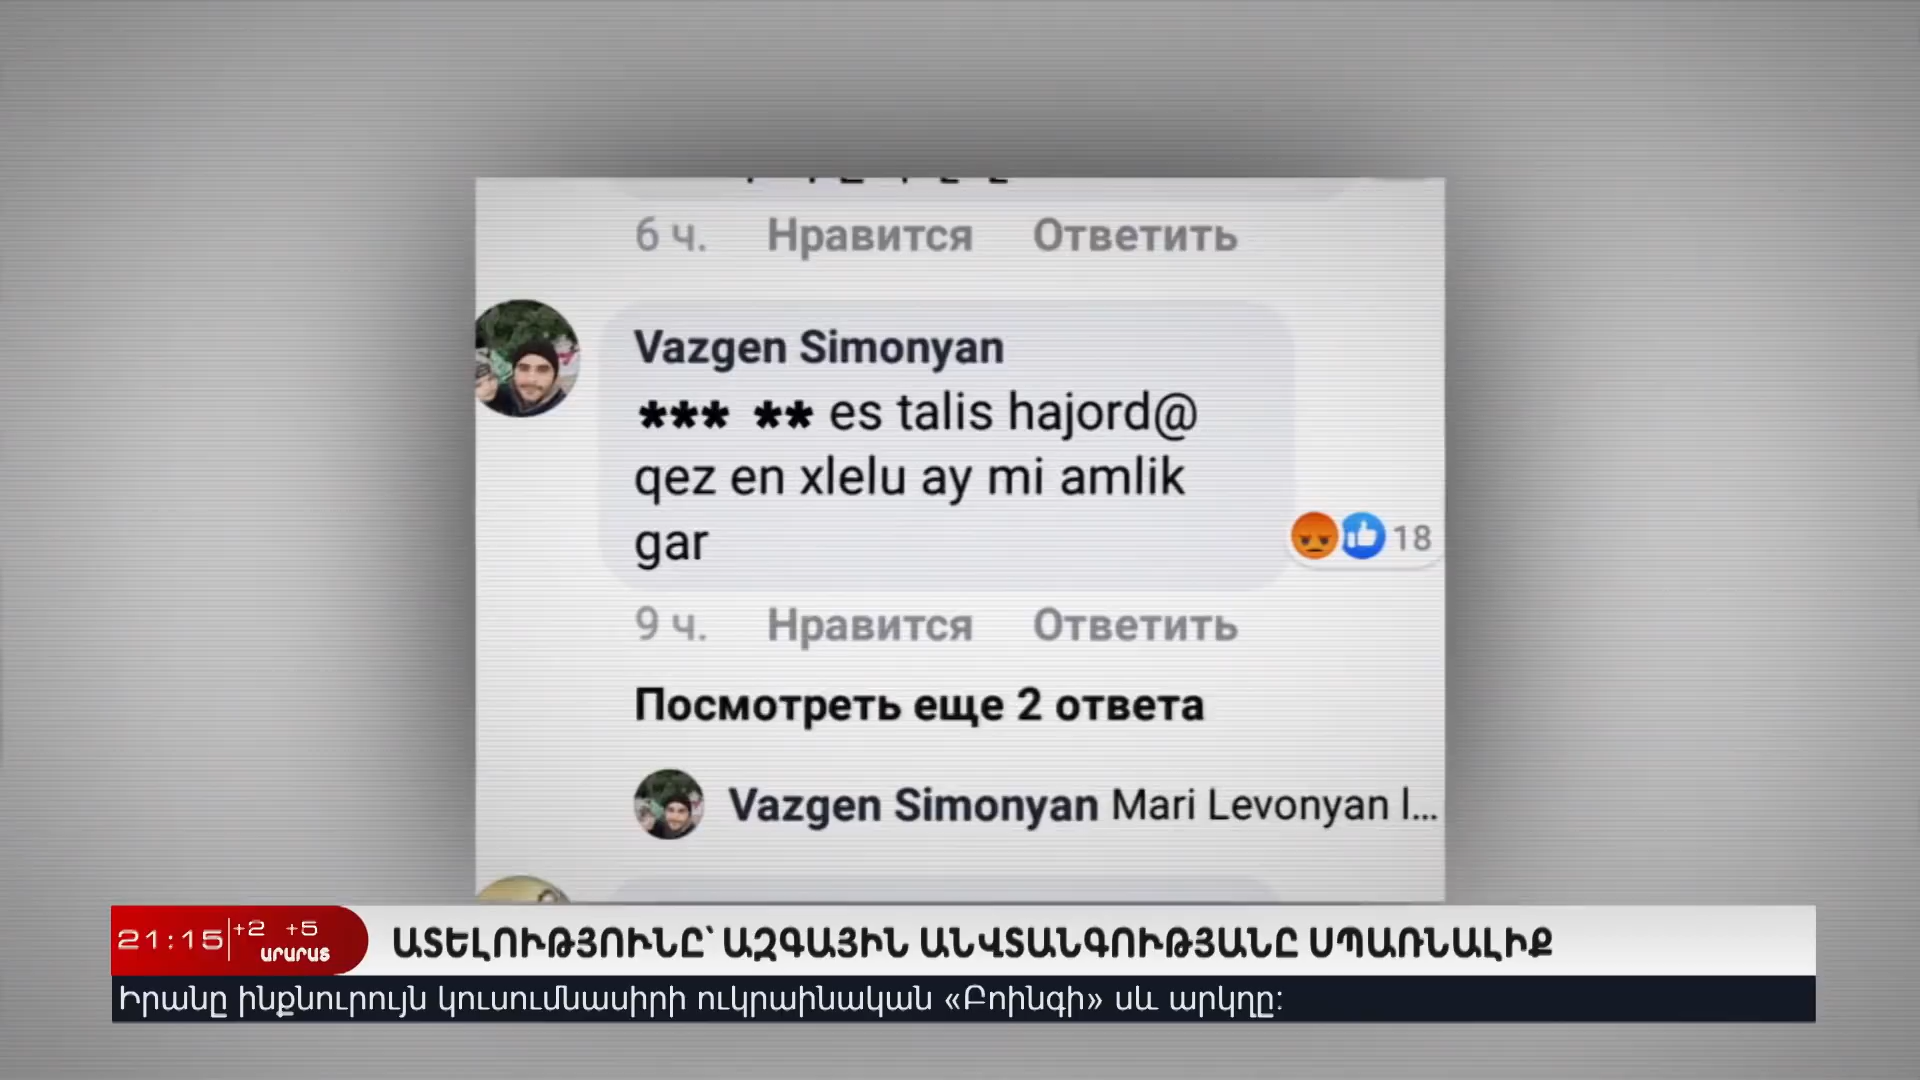 6 ч. Нравится Ответить
Vazgen Simonyan
*** ** es talis hajord@
qez en xlelu ay mi amlik
gar
18
9 ч. Нравится Ответить
Посмотреть еще 2 ответа
Vazgen Simonyan Mari Levonyan l...
21:15 +2 +5
արարատ
ԱՏԵԼՈՒԹՅՈՒՆԸ՝ ԱԶԳԱՅԻՆ ԱՆՎՏԱՆԳՈՒԹՅԱՆԸ ՍՊԱՌՆԱԼԻՔ
Իրանը ինքնուրույն կուսումնասիրի ուկրաինական «Բոինգի» սև արկղը: